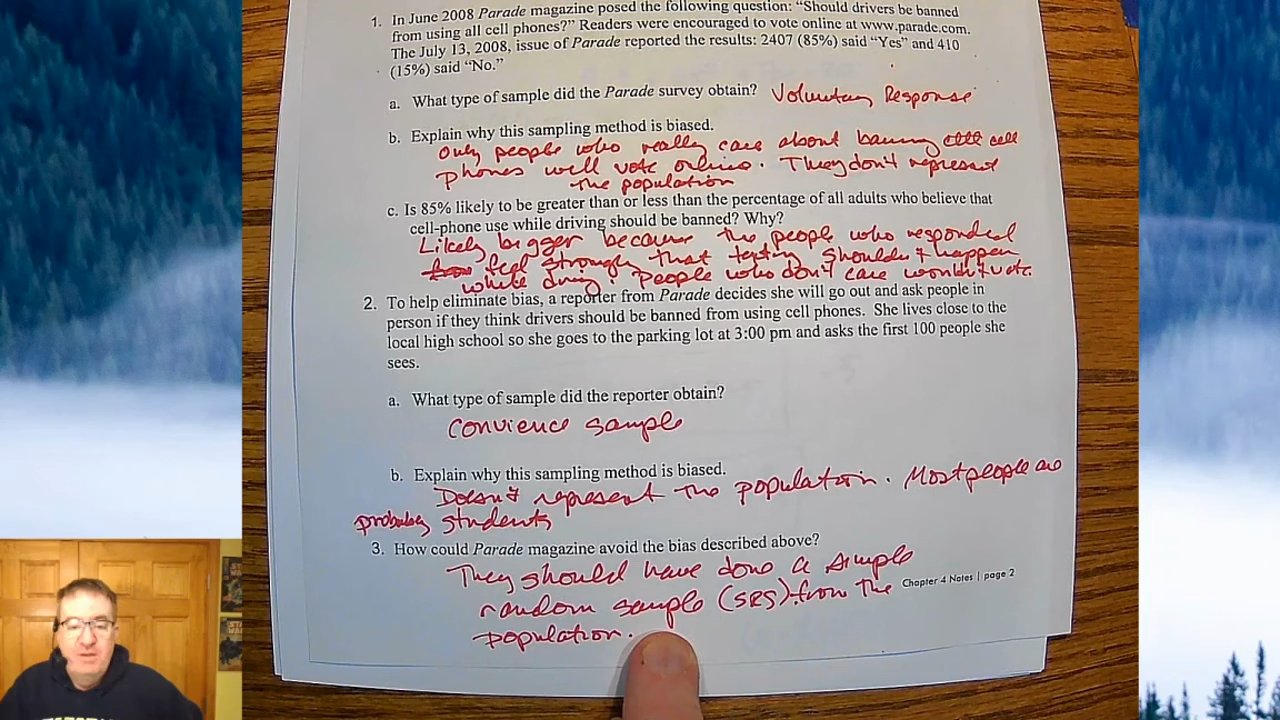 1. In June 2008 Parade magazine posed the following question: "Should drivers be banned
from using all cell phones?" Readers were encouraged to vote online at www.parade.com.
The July 13, 2008, issue of Parade reported the results: 2407 (85%) said "Yes" and 410
(15%) said "No."
a. What type of sample did the Parade survey obtain? Voluntary Response
b. Explain why this sampling method is biased.
only people who really care about banning cell
phones will vote online. They don't represent
the population
c. Is 85% likely to be greater than or less than the percentage of all adults who believe that
cell-phone use while driving should be banned? Why?
Likely bigger because the people who responded
feel strongly that texting shouldn't happen
while driving. People who don't care wouldn't vote.
2. To help eliminate bias, a reporter from Parade decides she will go out and ask people in
person if they think drivers should be banned from using cell phones. She lives close to the
local high school so she goes to the parking lot at 3:00 pm and asks the first 100 people she
sees.
a. What type of sample did the reporter obtain?
Convience sample
b. Explain why this sampling method is biased.
Doesn't represent the population. Most people are
probably students
3. How could Parade magazine avoid the bias described above?
They should have done a simple
random sample (SRS) from the
population.
Chapter 4 Notes | page 2
STAR
WARS